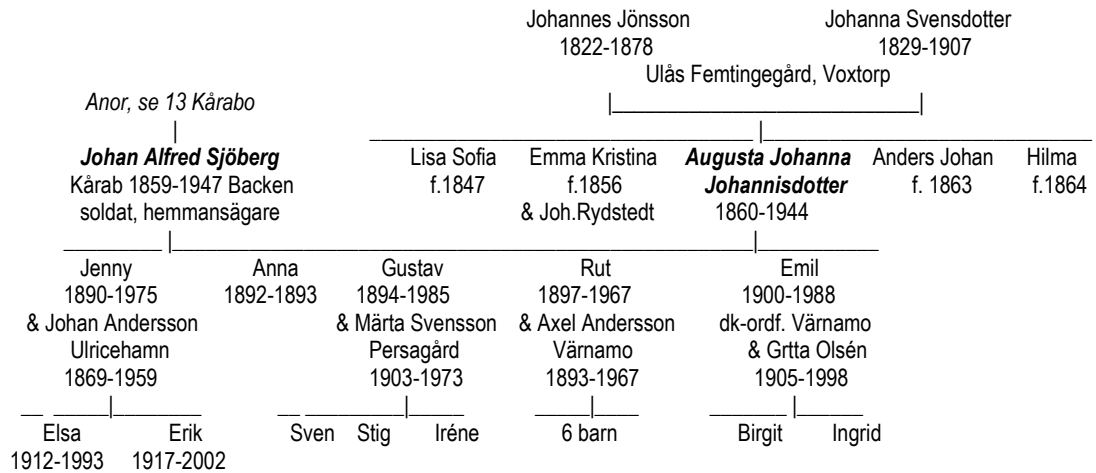 Johannes Jönsson Johanna Svensdotter
1822-1878 1829-1907
Ulås Femtingegård, Voxtorp
Anor, se 13 Kårabo
Johan Alfred Sjöberg Lisa Sofia Emma Kristina Augusta Johanna Anders Johan Hilma
Kårab 1859-1947 Backen f.1847 f.1856 Johannisdotter f. 1863 f.1864
soldat, hemmansägare & Joh.Rydstedt 1860-1944
Jenny Anna Gustav Rut Emil
1890-1975 1892-1893 1894-1985 1897-1967 1900-1988
& Johan Andersson & Märta Svensson & Axel Andersson dk-ordf. Värnamo
Ulricehamn Persagård Värnamo & Grtta Olsén
1869-1959 1903-1973 1893-1967 1905-1998
Elsa Erik Sven Stig Iréne 6 barn Birgit Ingrid
1912-1993 1917-2002